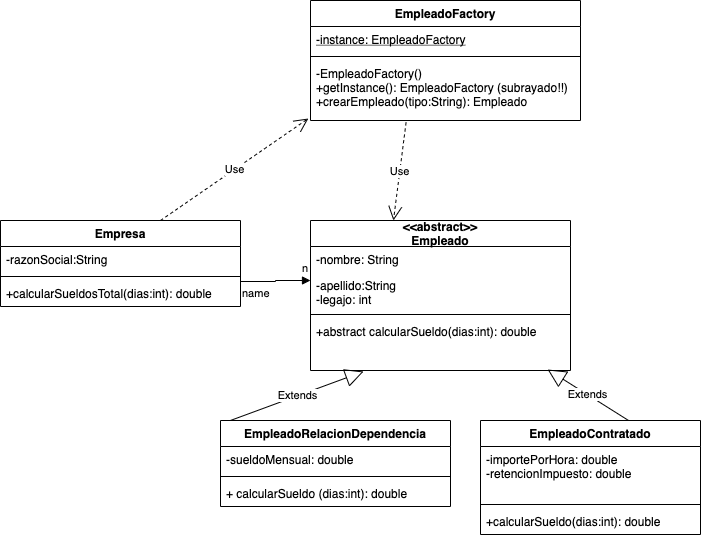 EmpleadoFactory
-instance: EmpleadoFactory
-EmpleadoFactory()
+getInstance(): EmpleadoFactory (subrayado!!)
+crearEmpleado(tipo:String): Empleado
Use
Use
Empresa
-razonSocial:String
+calcularSueldosTotal(dias:int): double
n
name
<<abstract>>
Empleado
-nombre: String
-apellido:String
-legajo: int
+abstract calcularSueldo(dias:int): double
Extends
Extends
EmpleadoRelacionDependencia
-sueldoMensual: double
+ calcularSueldo (dias:int): double
EmpleadoContratado
-importePorHora: double
-retencionImpuesto: double
+calcularSueldo(dias:int): double